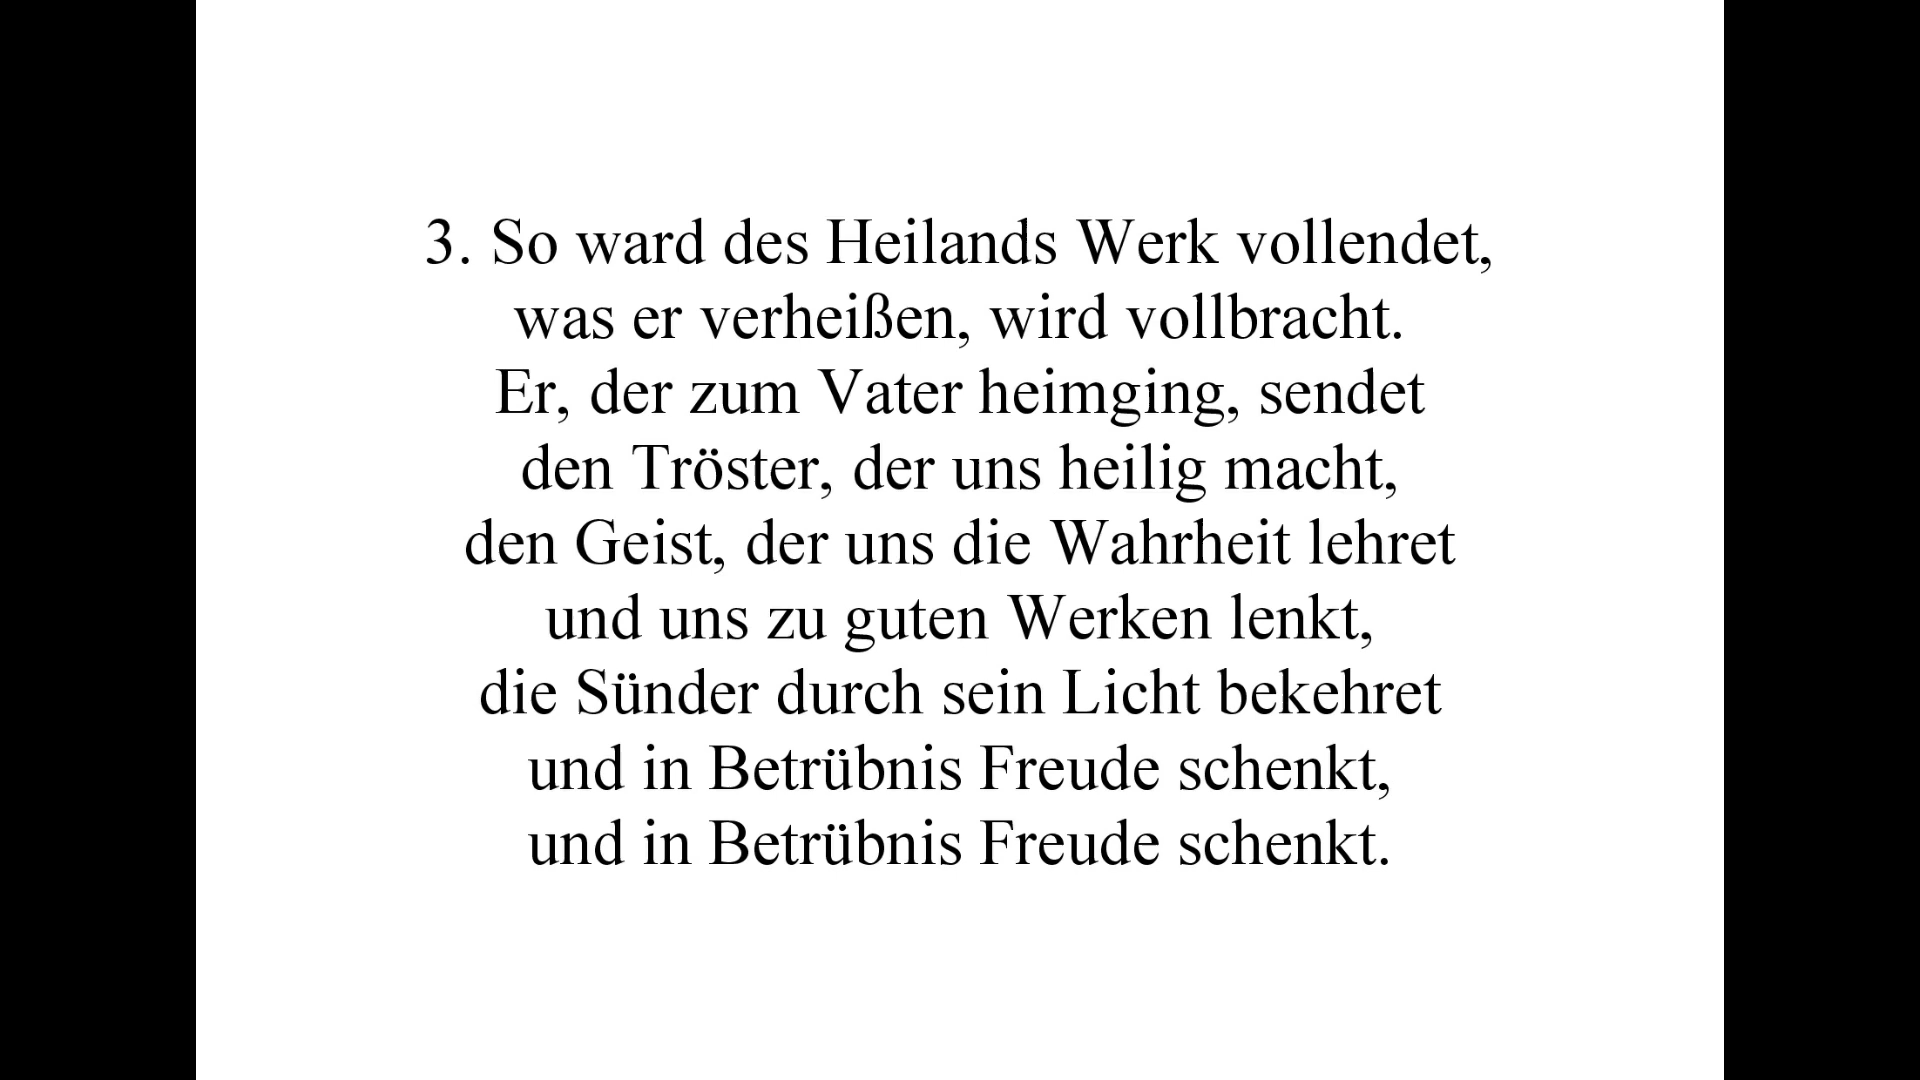 3. So ward des Heilands Werk vollendet,
was er verheißen, wird vollbracht.
Er, der zum Vater heimging, sendet
den Tröster, der uns heilig macht,
den Geist, der uns die Wahrheit lehret
und uns zu guten Werken lenkt,
die Sünder durch sein Licht bekehret
und in Betrübnis Freude schenkt,
und in Betrübnis Freude schenkt.